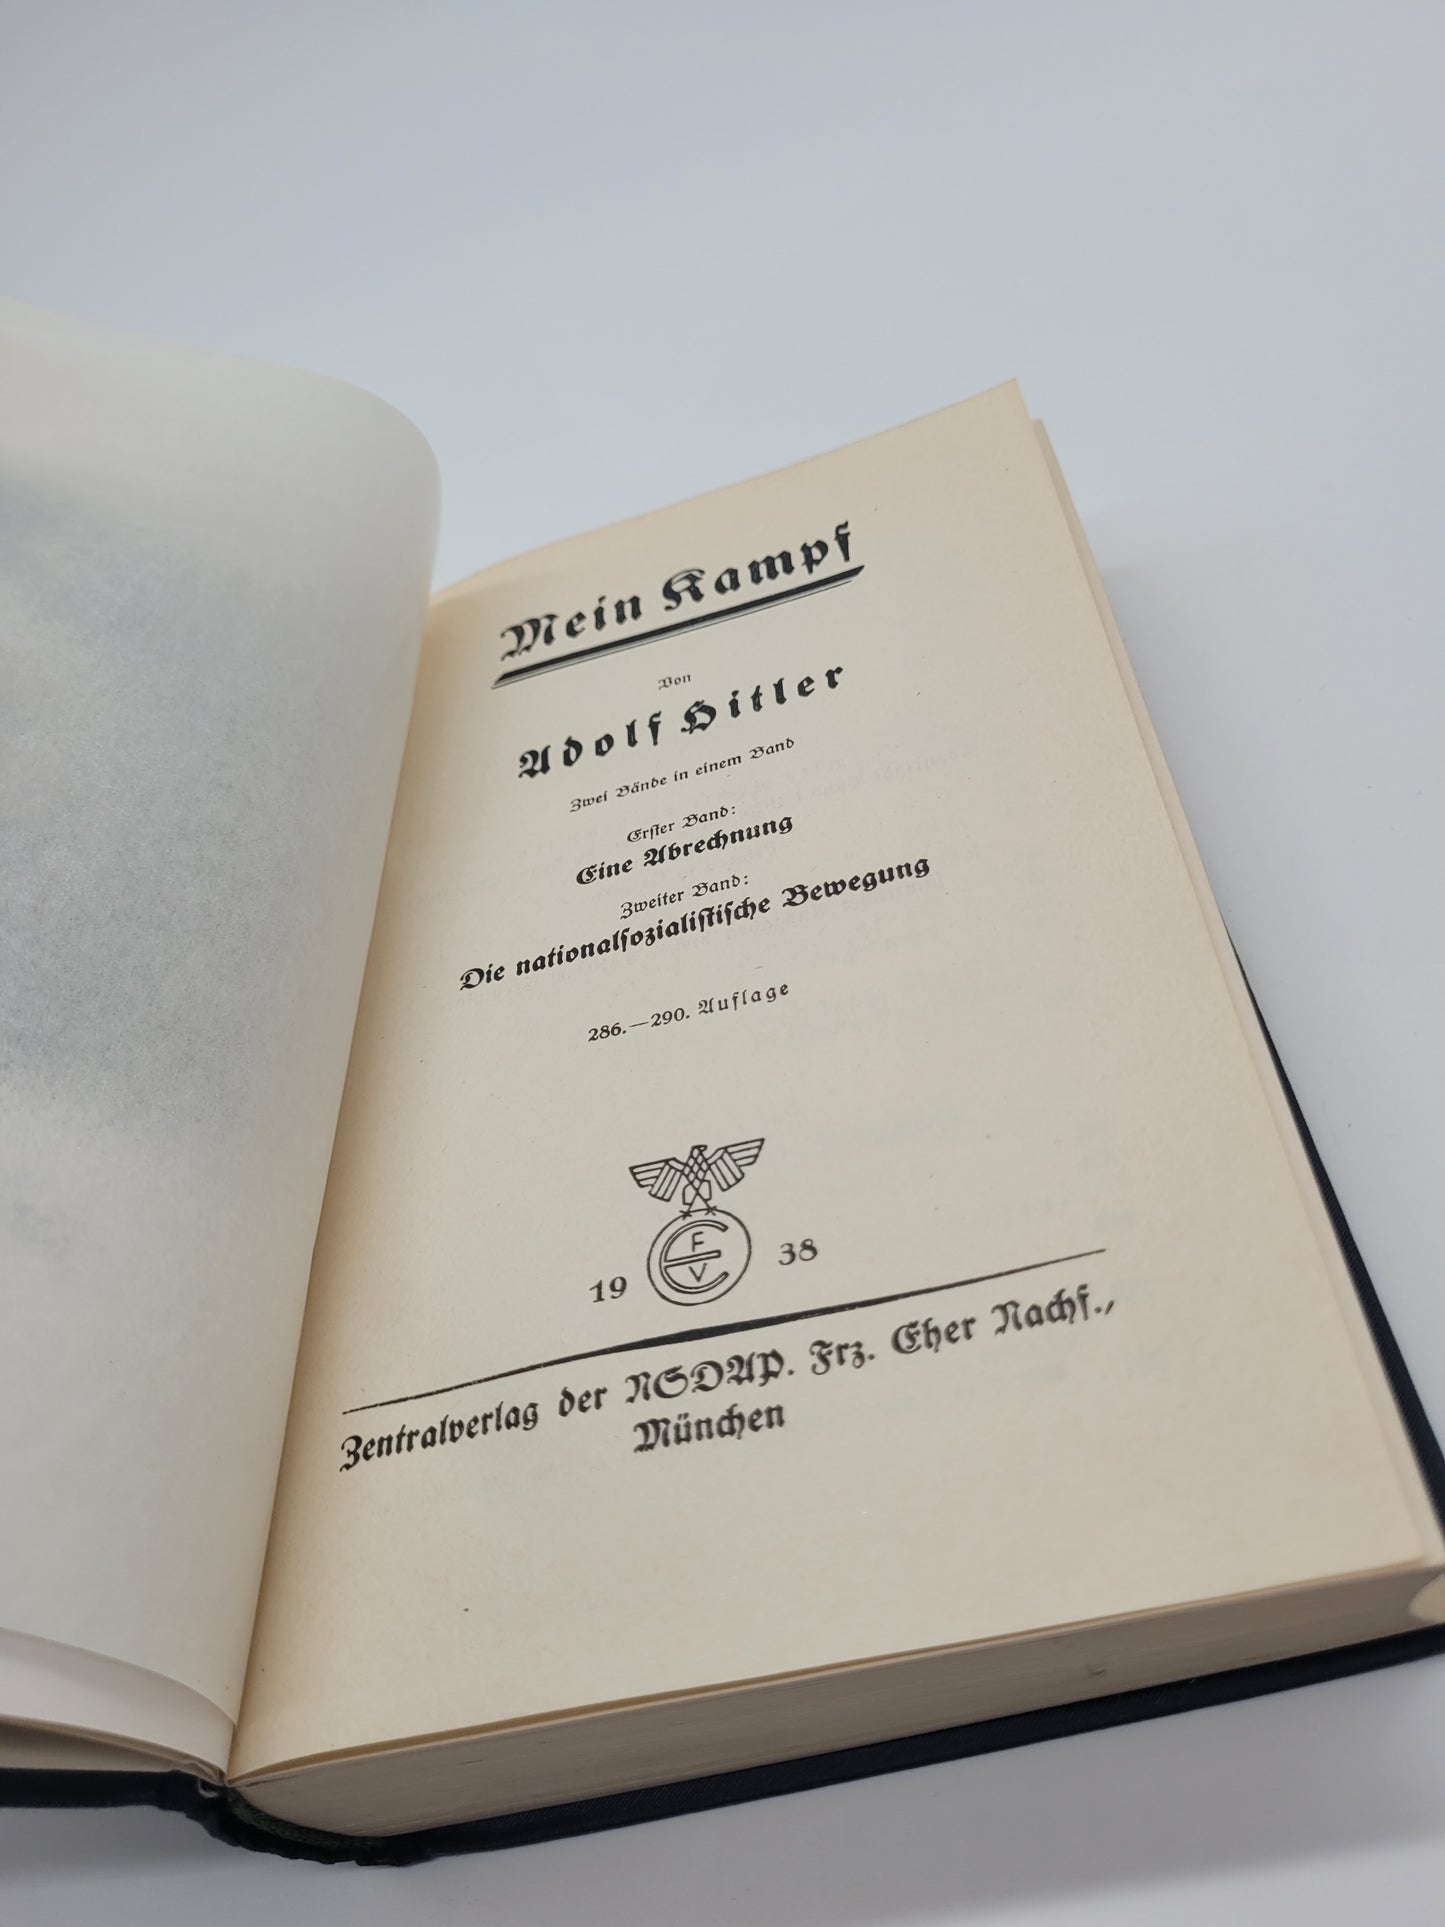 Mein Kampf
Von
Adolf Hitler
Zwei Bände in einem Band
Erster Band:
Eine Abrechnung
Zweiter Band:
Die nationalsozialistische Bewegung
286.—290. Auflage
F
E
V
19 38
Zentralverlag der NSDAP. Frz. Eher Nachf.,
München